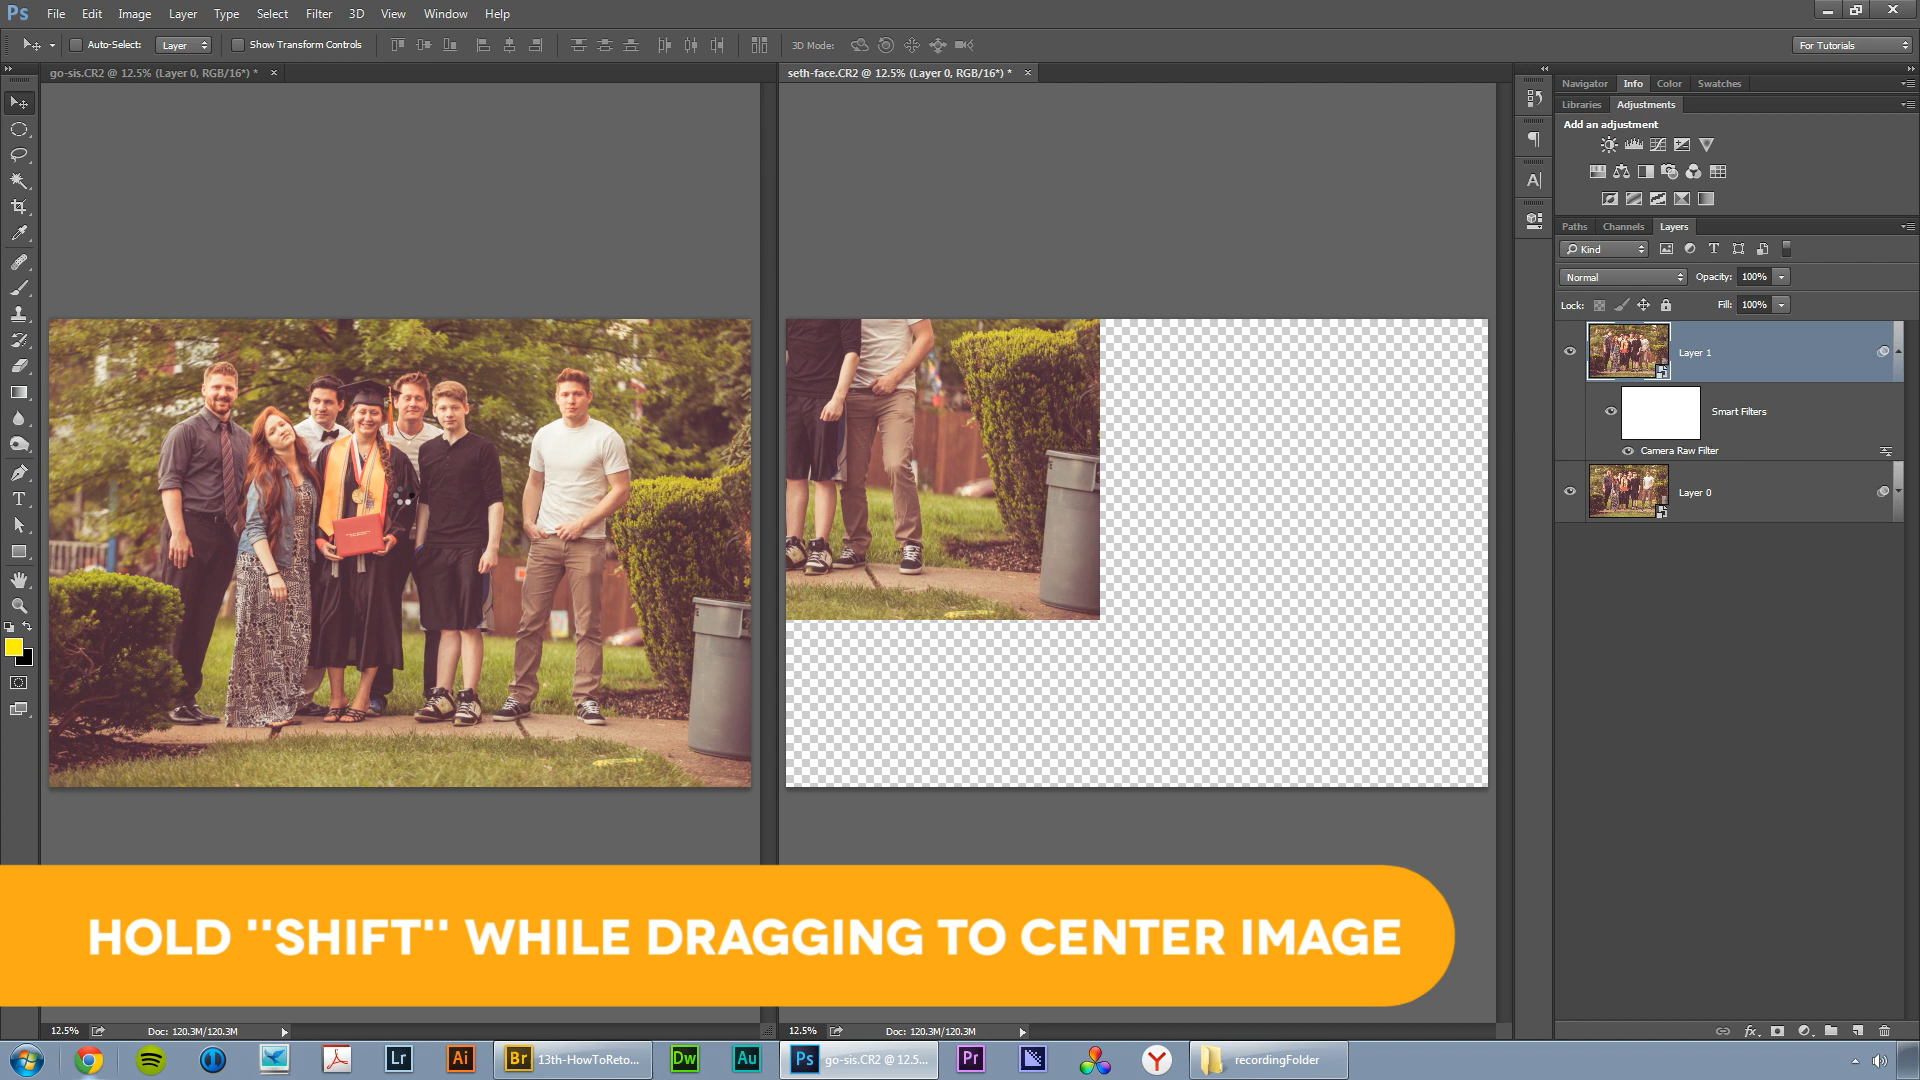 Ps File Edit Image Layer Type Select Filter 3D View Window Help
Auto-Select: Layer Show Transform Controls 3D Mode: For Tutorials
go-sis.CR2 @ 12.5% (Layer 0, RGB/16*) * × seth-face.CR2 @ 12.5% (Layer 0, RGB/16*) * ×
Navigator Info Color Swatches
Libraries Adjustments
Add an adjustment
Paths Channels Layers
Kind
Normal Opacity: 100%
Lock: Fill: 100%
Layer 1
Smart Filters
Camera Raw Filter
Layer 0
HOLD "SHIFT" WHILE DRAGGING TO CENTER IMAGE
12.5% Doc: 120.3M/120.3M 12.5% Doc: 120.3M/120.3M
Lr Ai Br 13th-HowToReto... Dw Au Ps go-sis.CR2 @ 12.5... Pr recordingFolder